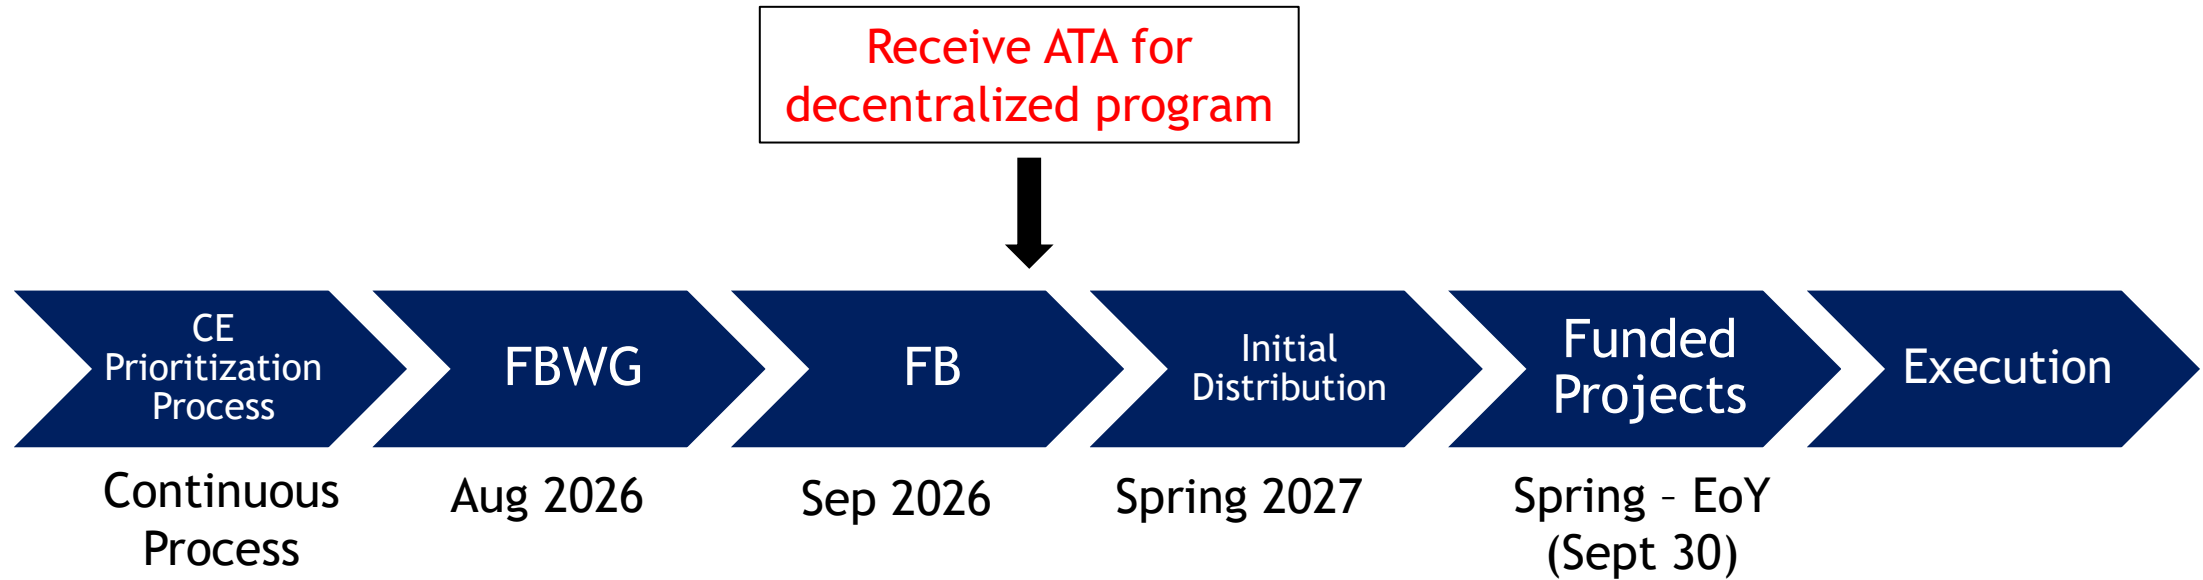 Receive ATA for
decentralized program
CE
Prioritization
Process
FBWG
FB
Initial
Distribution
Funded
Projects
Execution
Continuous
Process
Aug 2026
Sep 2026
Spring 2027
Spring – EoY
(Sept 30)